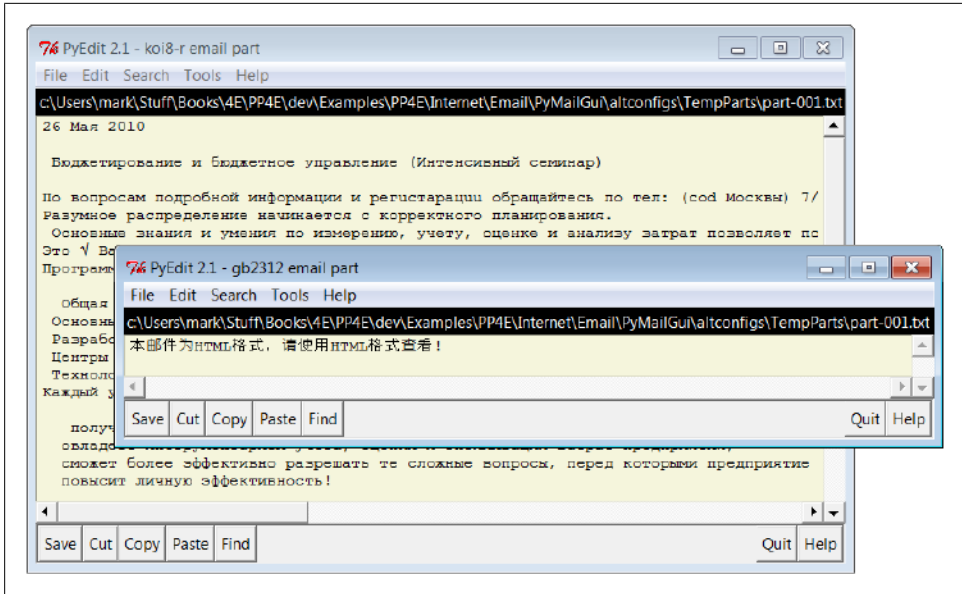 PyEdit 2.1 - koi8-r email part
File Edit Search Tools Help
c:\Users\mark\Stuff\Books\4E\PP4E\dev\Examples\PP4E\Internet\Email\PyMailGui\altconfigs\TempParts\part-001.txt
26 Мая 2010
Бюджетирование и бюджетное управление (Интенсивный семинар)
По вопросам подробной информации и регистарации обращайтесь по тел: (cod Москвы) 7/
Разумное распределение начинается с корректного планирования.
Основные знания и умения по измерению, учету, оценке и анализу затрат позволяет по
Это √ Ва
Программ
Общая
Основны
Разрабо
Центры
Техноло
Каждый у
получ
сможет более эффективно разрешать те сложные вопросы, перед которыми предприятие
повысит личную эффективность!
Save Cut Copy Paste Find Quit Help
PyEdit 2.1 - gb2312 email part
File Edit Search Tools Help
c:\Users\mark\Stuff\Books\4E\PP4E\dev\Examples\PP4E\Internet\Email\PyMailGui\altconfigs\TempParts\part-001.txt
本邮件为HTML格式，请使用HTML格式查看！
Save Cut Copy Paste Find Quit Help